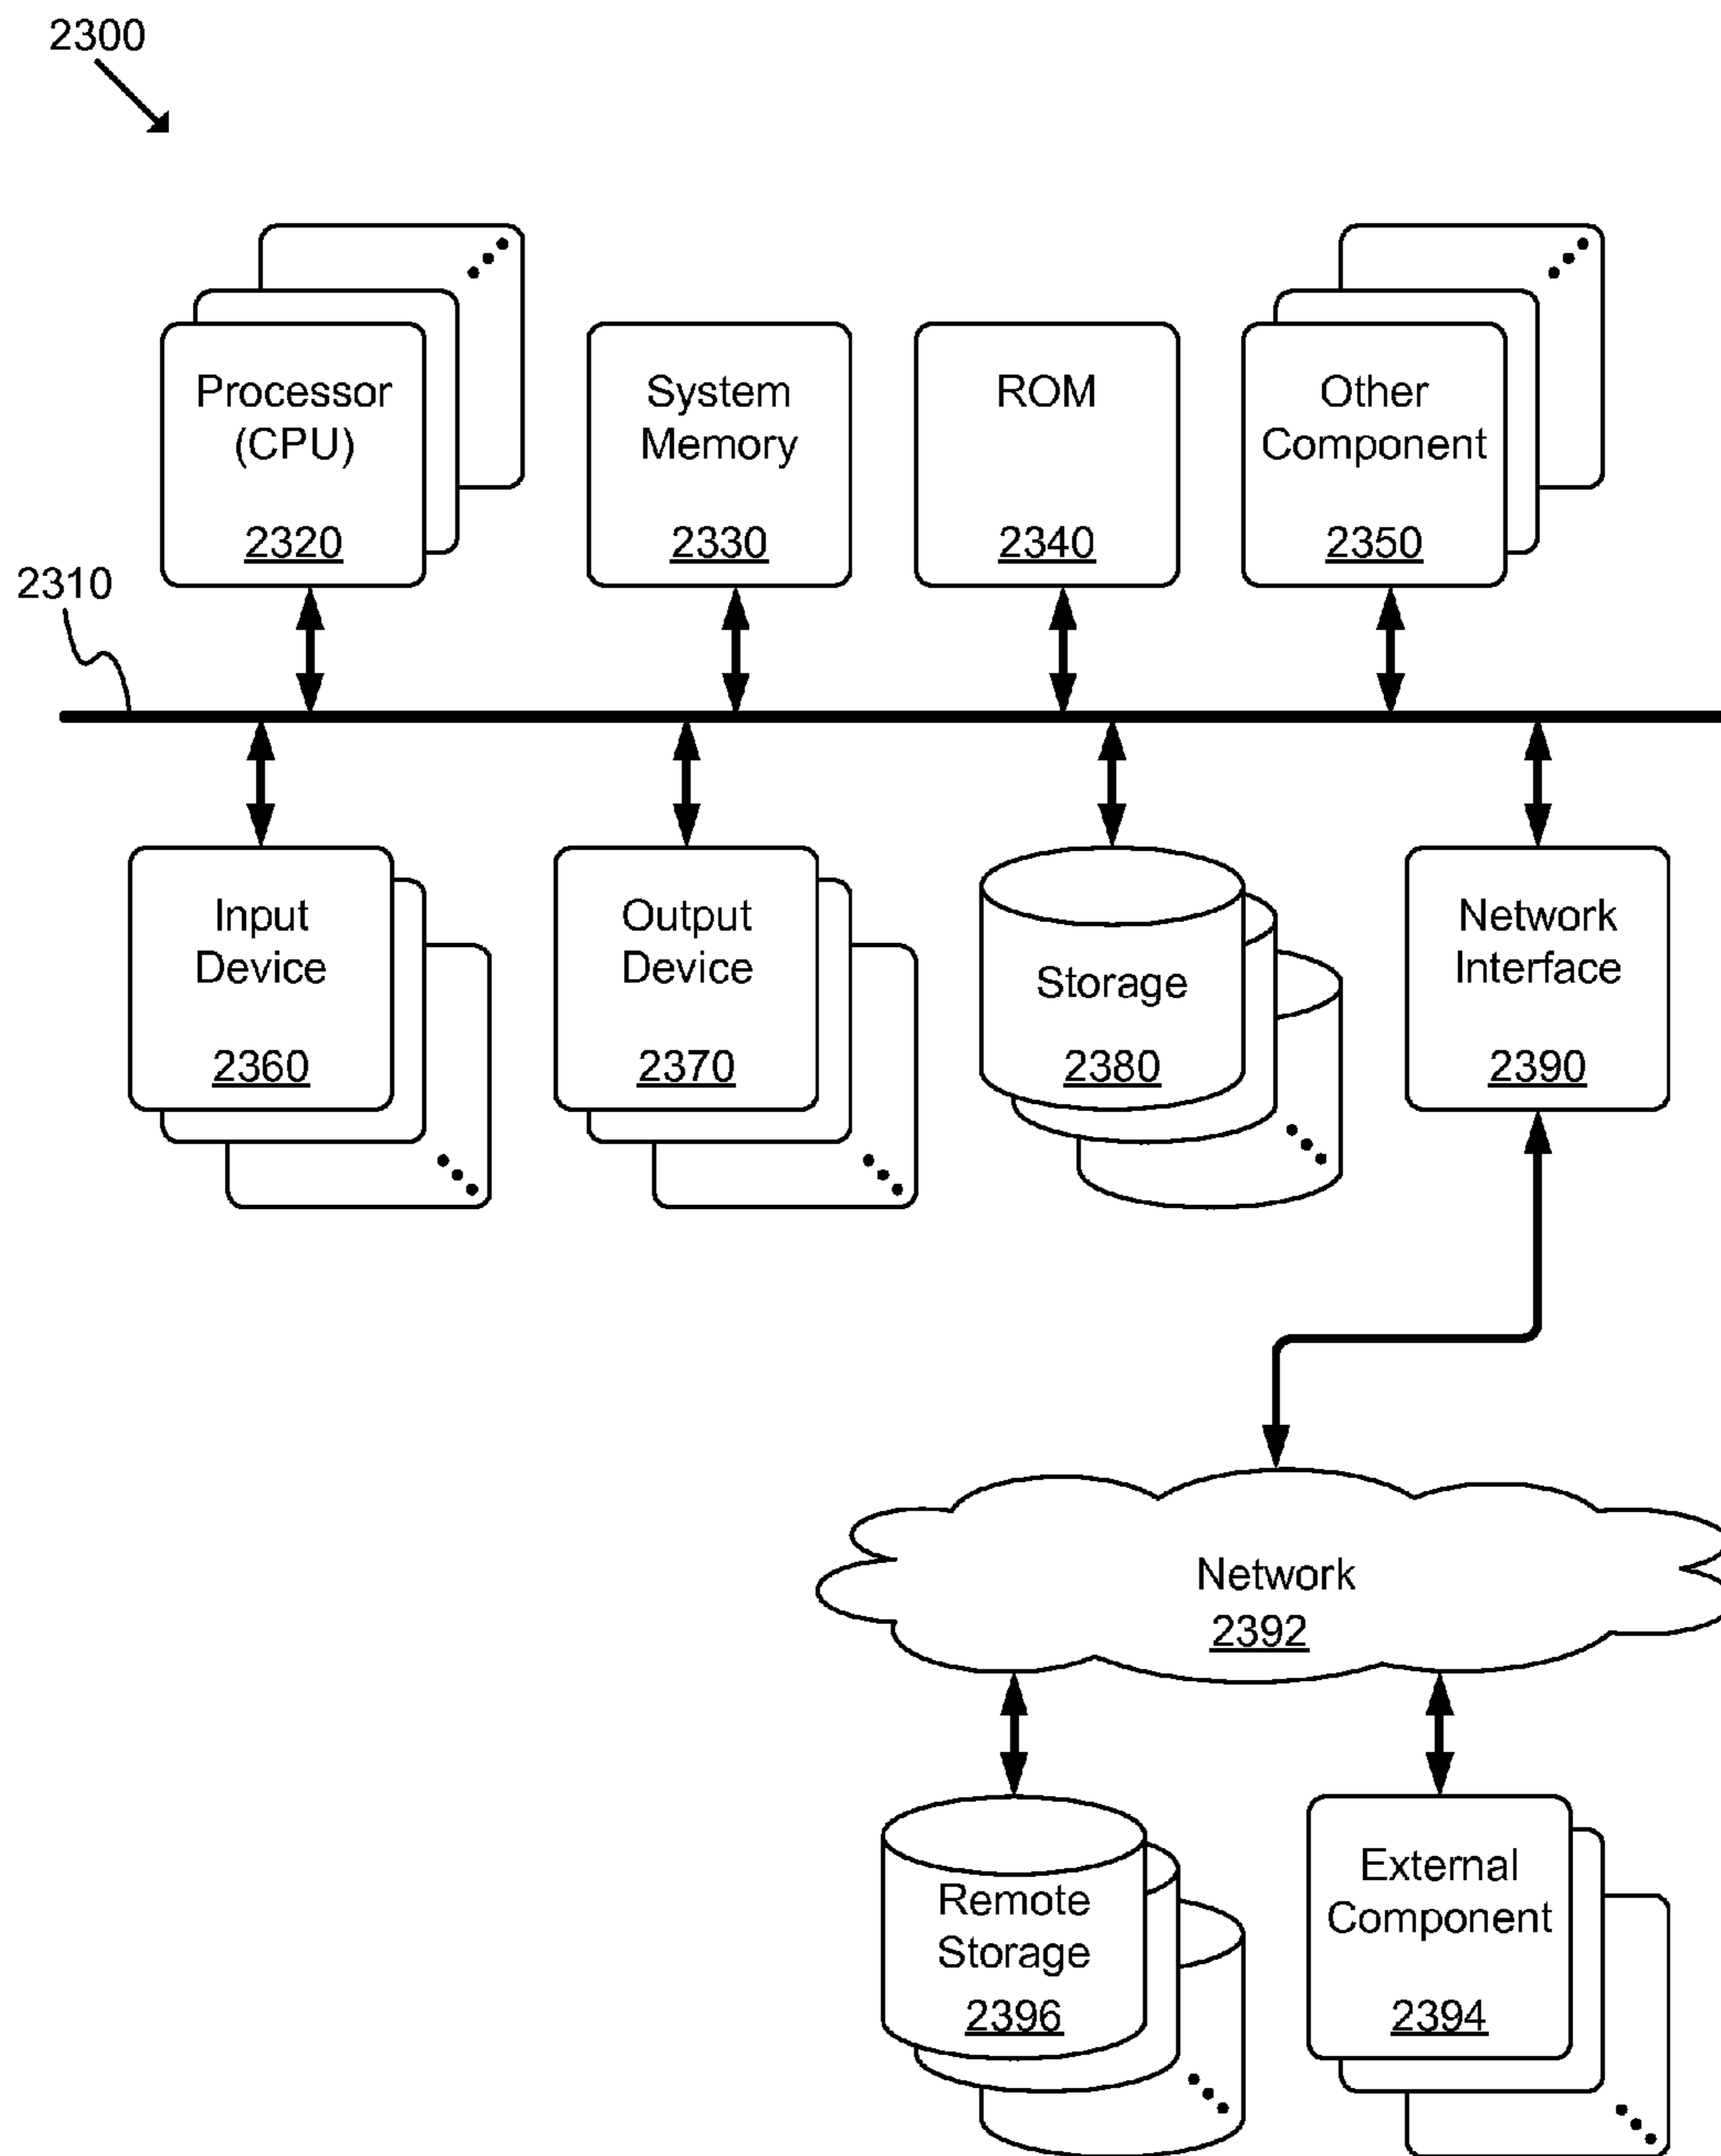 2300
Processor
(CPU)
2320
System
Memory
2330
ROM
2340
Other
Component
2350
2310
Input
Device
2360
Output
Device
2370
Storage
2380
Network
Interface
2390
Network
2392
Remote
Storage
2396
External
Component
2394